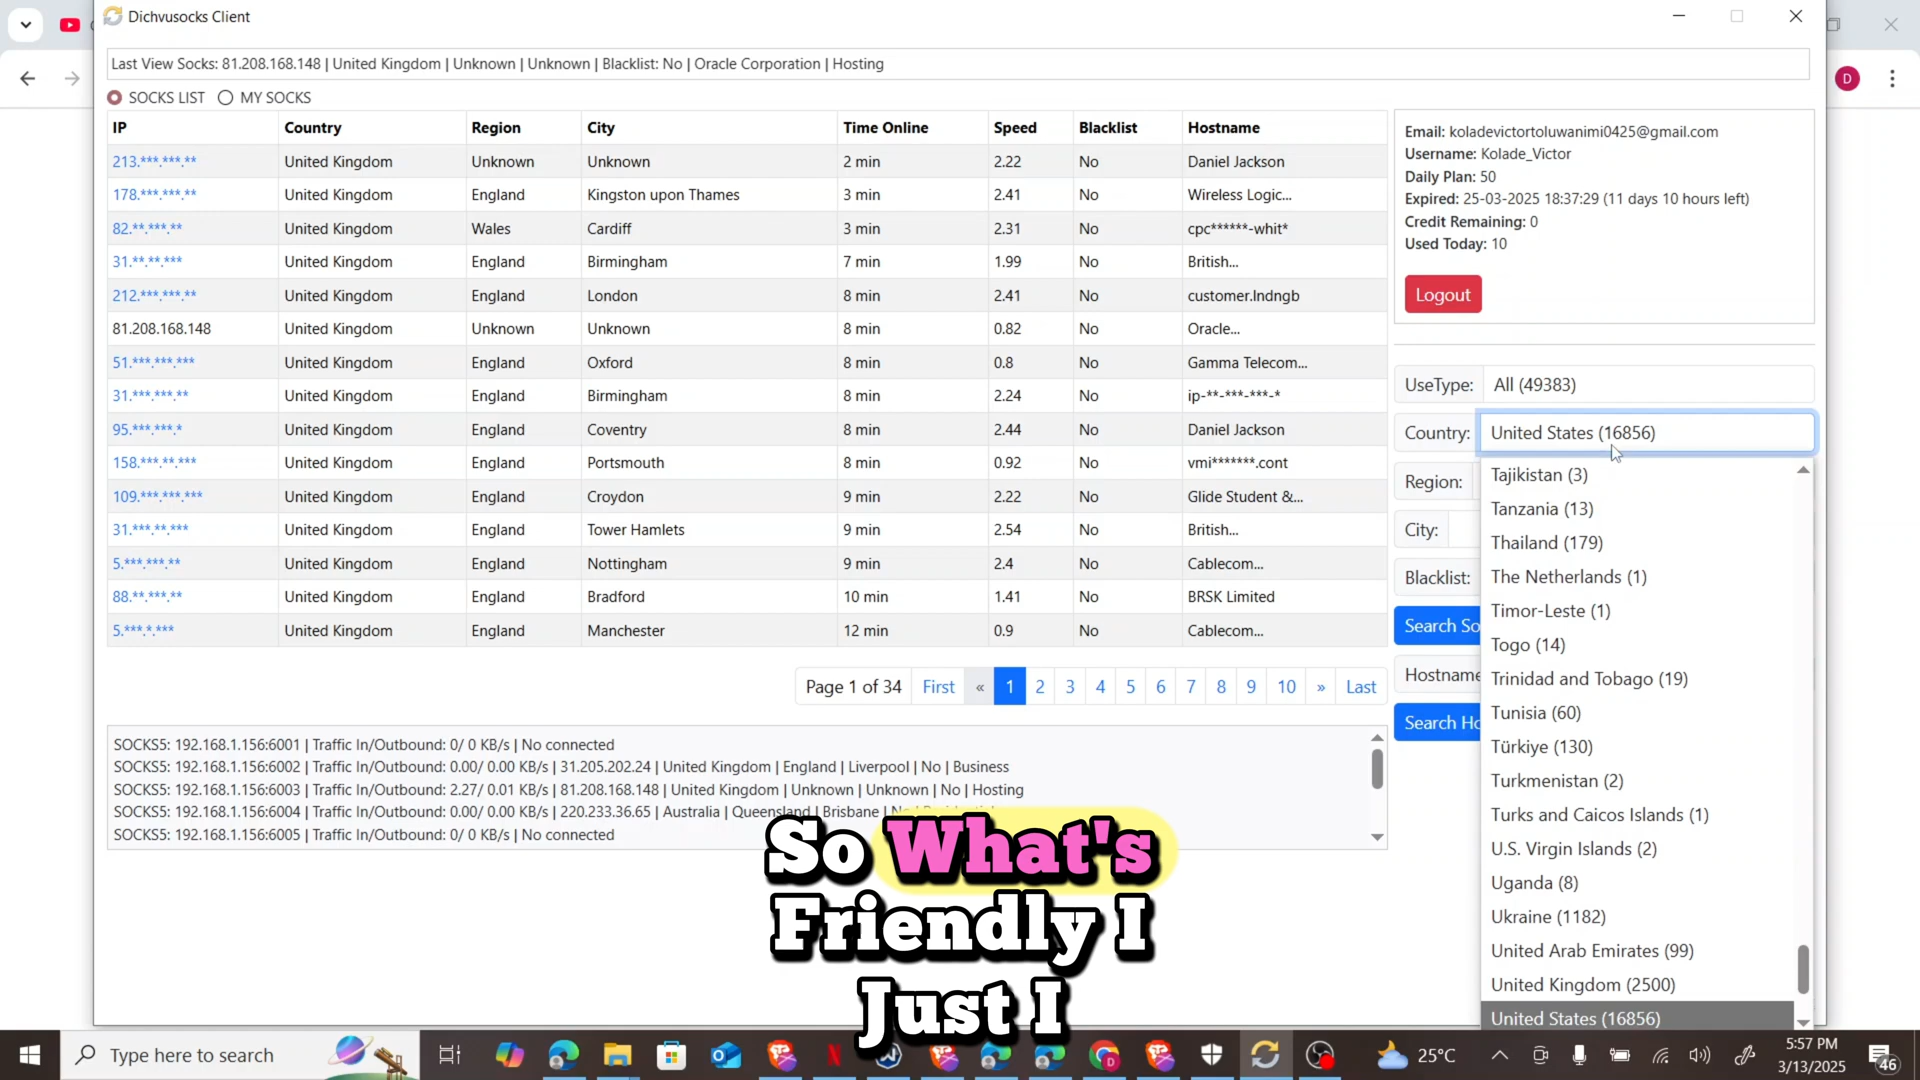 Dichvusocks Client
Last View Socks: 81.208.168.148 | United Kingdom | Unknown | Unknown | Blacklist: No | Oracle Corporation | Hosting
D
SOCKS LIST MY SOCKS
IP Country Region City Time Online Speed Blacklist Hostname
213.***.***.** United Kingdom Unknown Unknown 2 min 2.22 No Daniel Jackson
178.***.***.** United Kingdom England Kingston upon Thames 3 min 2.41 No Wireless Logic...
82.**.***.** United Kingdom Wales Cardiff 3 min 2.31 No cpc******-whit*
31.**.**.*** United Kingdom England Birmingham 7 min 1.99 No British...
212.***.***.** United Kingdom England London 8 min 2.41 No customer.lndngb
81.208.168.148 United Kingdom Unknown Unknown 8 min 0.82 No Oracle...
51.***.***.*** United Kingdom England Oxford 8 min 0.8 No Gamma Telecom...
31.***.***.** United Kingdom England Birmingham 8 min 2.24 No ip-**-***-***-*
95.***.***.* United Kingdom England Coventry 8 min 2.44 No Daniel Jackson
158.***.**.*** United Kingdom England Portsmouth 8 min 0.92 No vmi*******.cont
109.***.***.*** United Kingdom England Croydon 9 min 2.22 No Glide Student &...
31.***.**.*** United Kingdom England Tower Hamlets 9 min 2.54 No British...
5.***.***.** United Kingdom England Nottingham 9 min 2.4 No Cablecom...
88.**.***.** United Kingdom England Bradford 10 min 1.41 No BRSK Limited
5.***.*.*** United Kingdom England Manchester 12 min 0.9 No Cablecom...
Page 1 of 34 First « 1 2 3 4 5 6 7 8 9 10 » Last
SOCKS5: 192.168.1.156:6001 | Traffic In/Outbound: 0/ 0 KB/s | No connected
SOCKS5: 192.168.1.156:6002 | Traffic In/Outbound: 0.00/ 0.00 KB/s | 31.205.202.24 | United Kingdom | England | Liverpool | No | Business
SOCKS5: 192.168.1.156:6003 | Traffic In/Outbound: 2.27/ 0.01 KB/s | 81.208.168.148 | United Kingdom | Unknown | Unknown | No | Hosting
SOCKS5: 192.168.1.156:6004 | Traffic In/Outbound: 0.00/ 0.00 KB/s | 220.233.36.65 | Australia | Queensland | Brisbane |
SOCKS5: 192.168.1.156:6005 | Traffic In/Outbound: 0/ 0 KB/s | No connected
Email: koladevictortoluwanimi0425@gmail.com
Username: Kolade_Victor
Daily Plan: 50
Expired: 25-03-2025 18:37:29 (11 days 10 hours left)
Credit Remaining: 0
Used Today: 10
Logout
UseType: All (49383)
Country: United States (16856)
Region:
City:
Blacklist:
Search So
Hostname
Search Ho
Tajikistan (3)
Tanzania (13)
Thailand (179)
The Netherlands (1)
Timor-Leste (1)
Togo (14)
Trinidad and Tobago (19)
Tunisia (60)
Türkiye (130)
Turkmenistan (2)
Turks and Caicos Islands (1)
U.S. Virgin Islands (2)
Uganda (8)
Ukraine (1182)
United Arab Emirates (99)
United Kingdom (2500)
United States (16856)
So What's
Friendly I
Just I
Type here to search
25°C
5:57 PM
3/13/2025
46